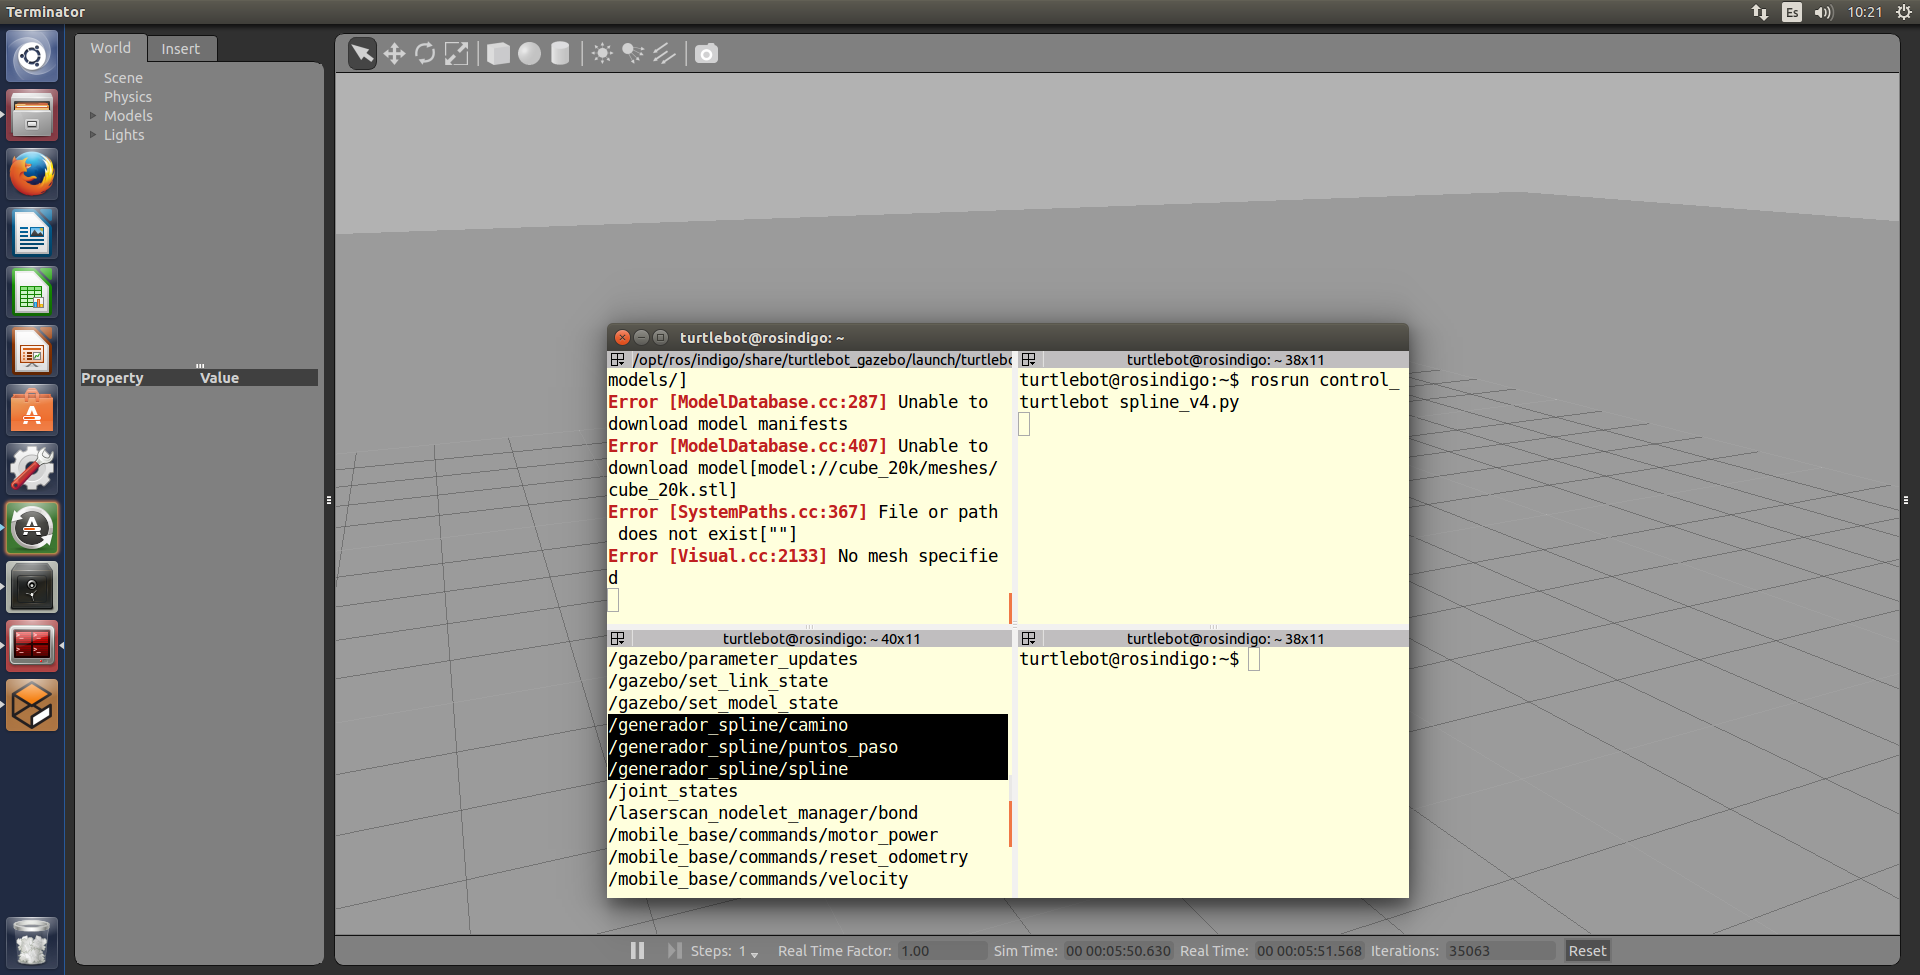 Terminator
Es
10:21
World
Insert
Scene
Physics
Models
Lights
Property Value
turtlebot@rosindigo: ~
/opt/ros/indigo/share/turtlebot_gazebo/launch/turtlebo
models/]
Error [ModelDatabase.cc:287] Unable to
download model manifests
Error [ModelDatabase.cc:407] Unable to
download model[model://cube_20k/meshes/
cube_20k.stl]
Error [SystemPaths.cc:367] File or path
does not exist[""]
Error [Visual.cc:2133] No mesh specifie
d
turtlebot@rosindigo: ~ 38x11
turtlebot@rosindigo:~$ rosrun control_
turtlebot spline_v4.py
turtlebot@rosindigo: ~ 40x11
/gazebo/parameter_updates
/gazebo/set_link_state
/gazebo/set_model_state
/generador_spline/camino
/generador_spline/puntos_paso
/generador_spline/spline
/joint_states
/laserscan_nodelet_manager/bond
/mobile_base/commands/motor_power
/mobile_base/commands/reset_odometry
/mobile_base/commands/velocity
turtlebot@rosindigo: ~ 38x11
turtlebot@rosindigo:~$
Steps: 1 Real Time Factor: 1.00 Sim Time: 00 00:05:50.630 Real Time: 00 00:05:51.568 Iterations: 35063 Reset